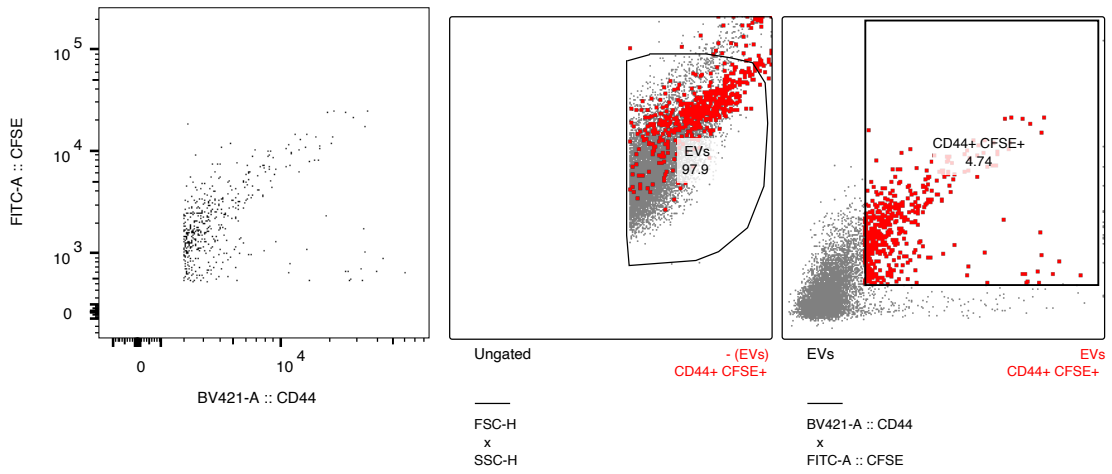 FITC-A :: CFSE
10^5
10^4
10^3
0
0
10^4
BV421-A :: CD44
EVs
97.9
Ungated
- (EVs)
CD44+ CFSE+
FSC-H
x
SSC-H
CD44+ CFSE+
4.74
EVs
EVs
CD44+ CFSE+
BV421-A :: CD44
x
FITC-A :: CFSE